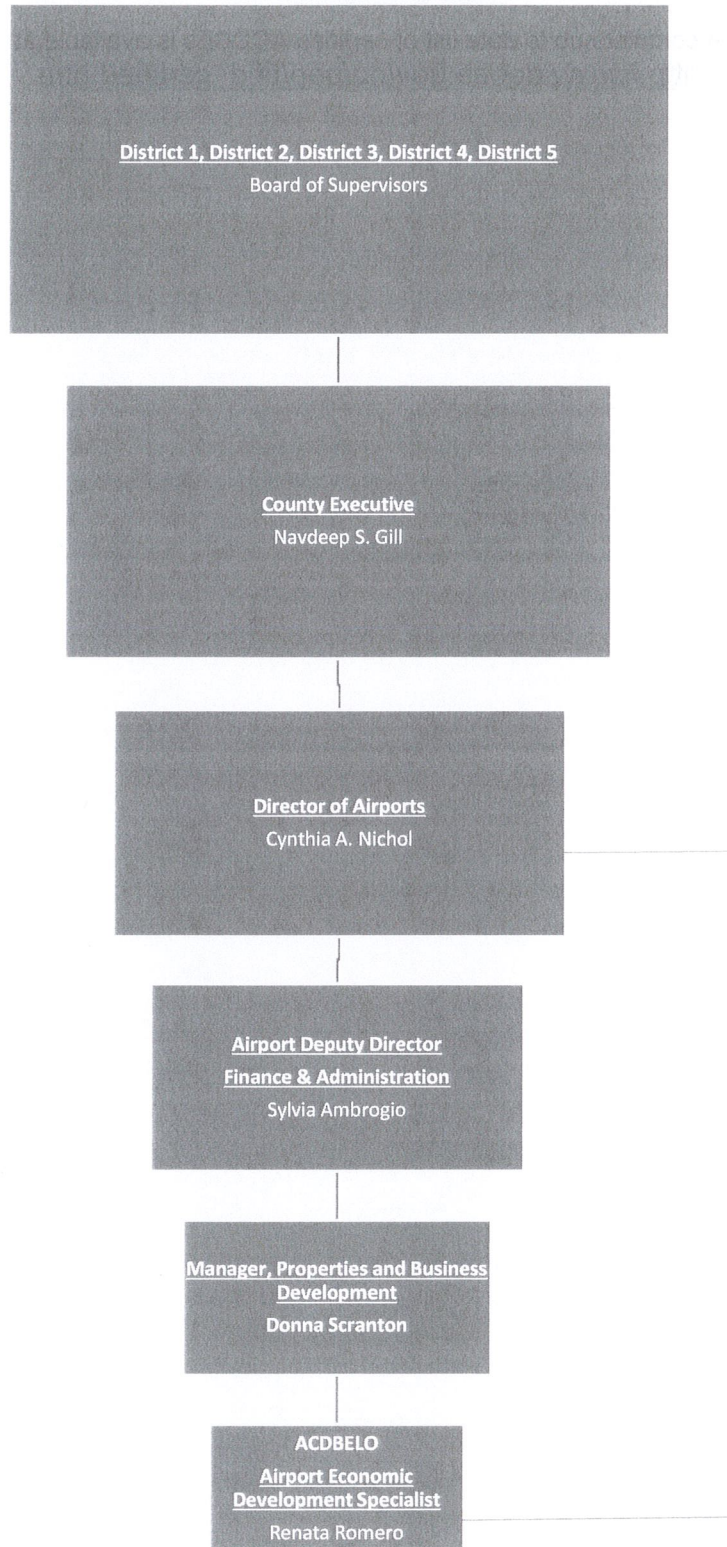 District 1, District 2, District 3, District 4, District 5
Board of Supervisors
County Executive
Navdeep S. Gill
Director of Airports
Cynthia A. Nichol
Airport Deputy Director
Finance & Administration
Sylvia Ambrogio
Manager, Properties and Business
Development
Donna Scranton
ACDBELO
Airport Economic
Development Specialist
Renata Romero